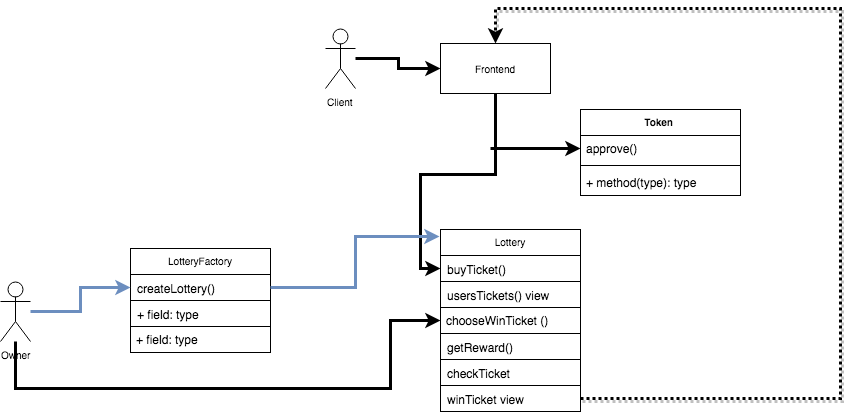 Client
Frontend
Token
approve()
+ method(type): type
Lottery
buyTicket()
usersTickets() view
chooseWinTicket ()
getReward()
checkTicket
winTicket view
LotteryFactory
createLottery()
+ field: type
+ field: type
Owner